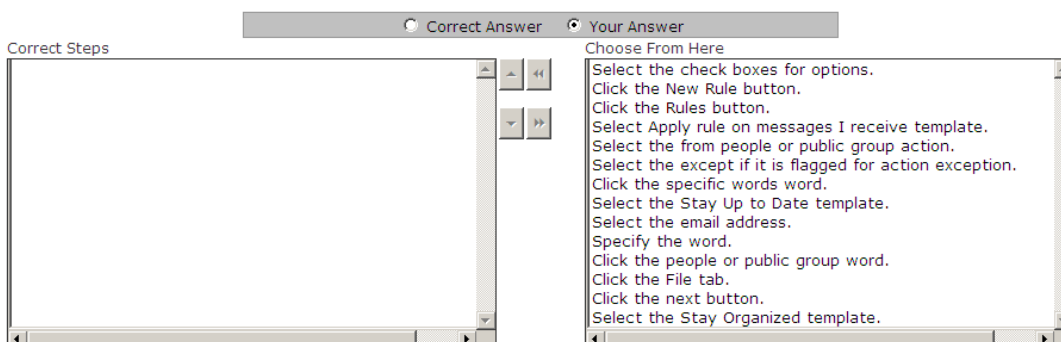 Correct Answer Your Answer
Correct Steps
Choose From Here
Select the check boxes for options.
Click the New Rule button.
Click the Rules button.
Select Apply rule on messages I receive template.
Select the from people or public group action.
Select the except if it is flagged for action exception.
Click the specific words word.
Select the Stay Up to Date template.
Select the email address.
Specify the word.
Click the people or public group word.
Click the File tab.
Click the next button.
Select the Stay Organized template.